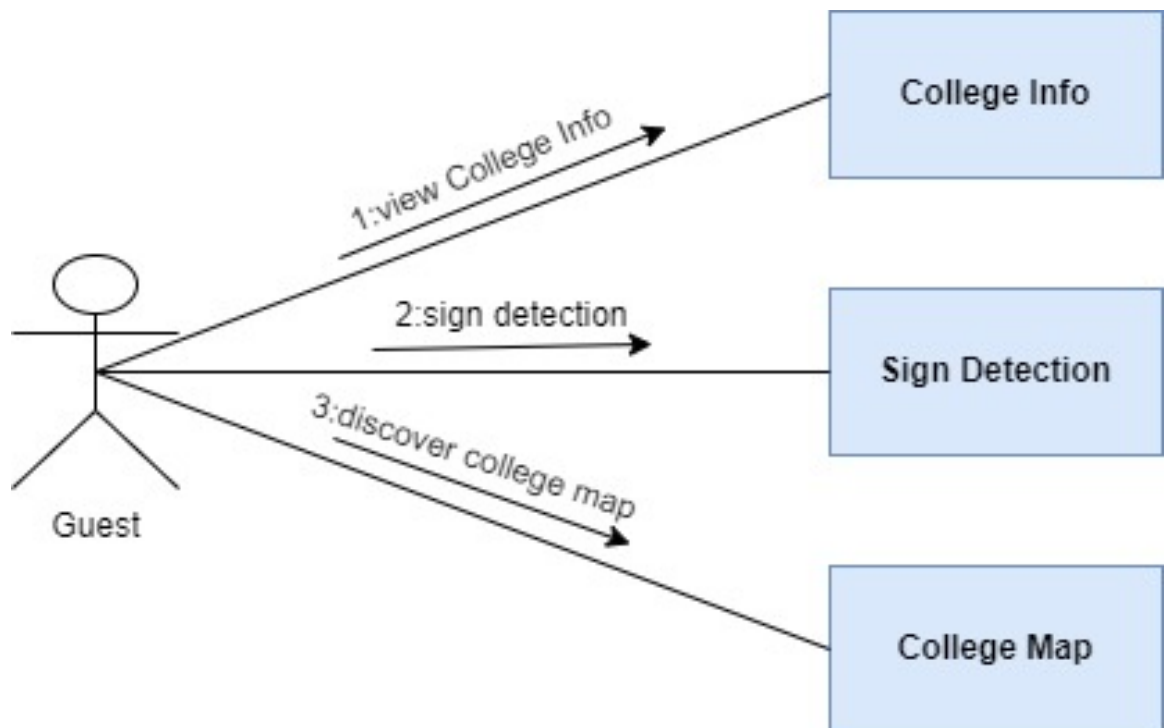 College Info
1:view College Info
2:sign detection
Sign Detection
3:discover college map
Guest
College Map